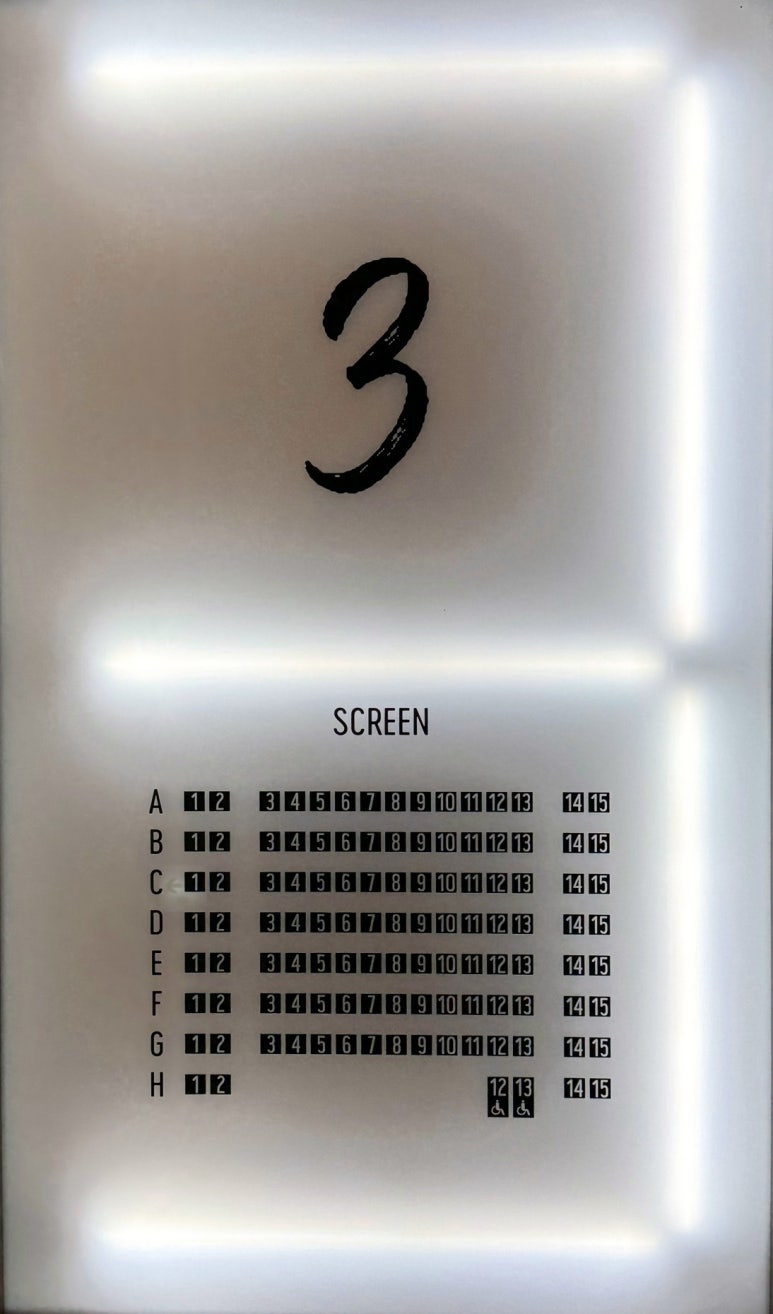 3
SCREEN
A 1 2 3 4 5 6 7 8 9 10 11 12 13 14 15
B 1 2 3 4 5 6 7 8 9 10 11 12 13 14 15
C 1 2 3 4 5 6 7 8 9 10 11 12 13 14 15
D 1 2 3 4 5 6 7 8 9 10 11 12 13 14 15
E 1 2 3 4 5 6 7 8 9 10 11 12 13 14 15
F 1 2 3 4 5 6 7 8 9 10 11 12 13 14 15
G 1 2 3 4 5 6 7 8 9 10 11 12 13 14 15
H 1 2 12 13 14 15